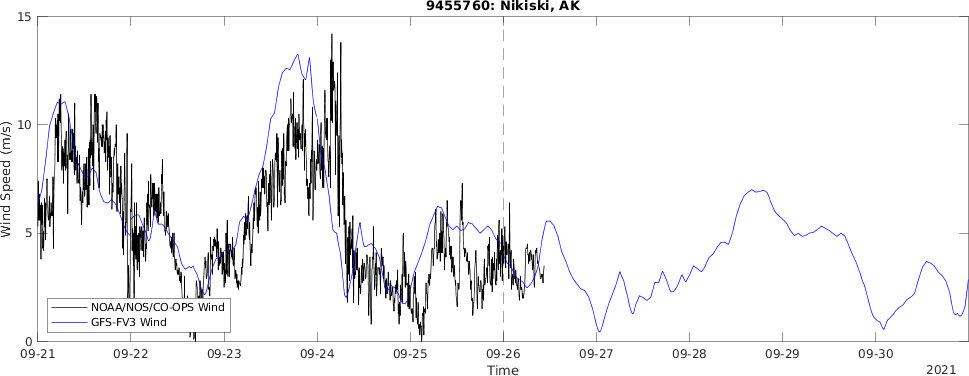 9455760: Nikiski, AK
15
10
5
0
Wind Speed (m/s)
NOAA/NOS/CO-OPS Wind
GFS-FV3 Wind
09-21 09-22 09-23 09-24 09-25 09-26 09-27 09-28 09-29 09-30
Time
2021